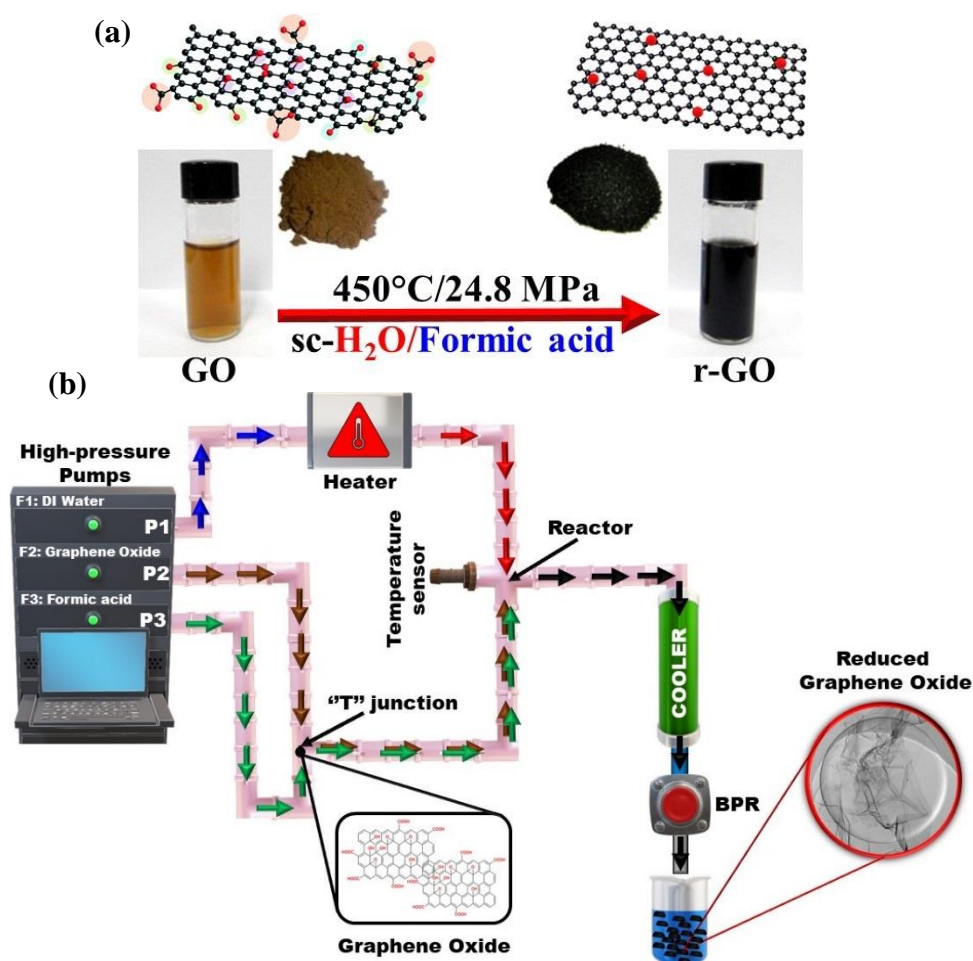 (a)
450°C/24.8 MPa
sc-H₂O/Formic acid
GO
r-GO
(b)
High-pressure
Pumps
F1: DI Water
P1
F2: Graphene Oxide
P2
F3: Formic acid
P3
Heater
Temperature
sensor
Reactor
‘’T’’ junction
COOLER
BPR
Reduced
Graphene Oxide
Graphene Oxide